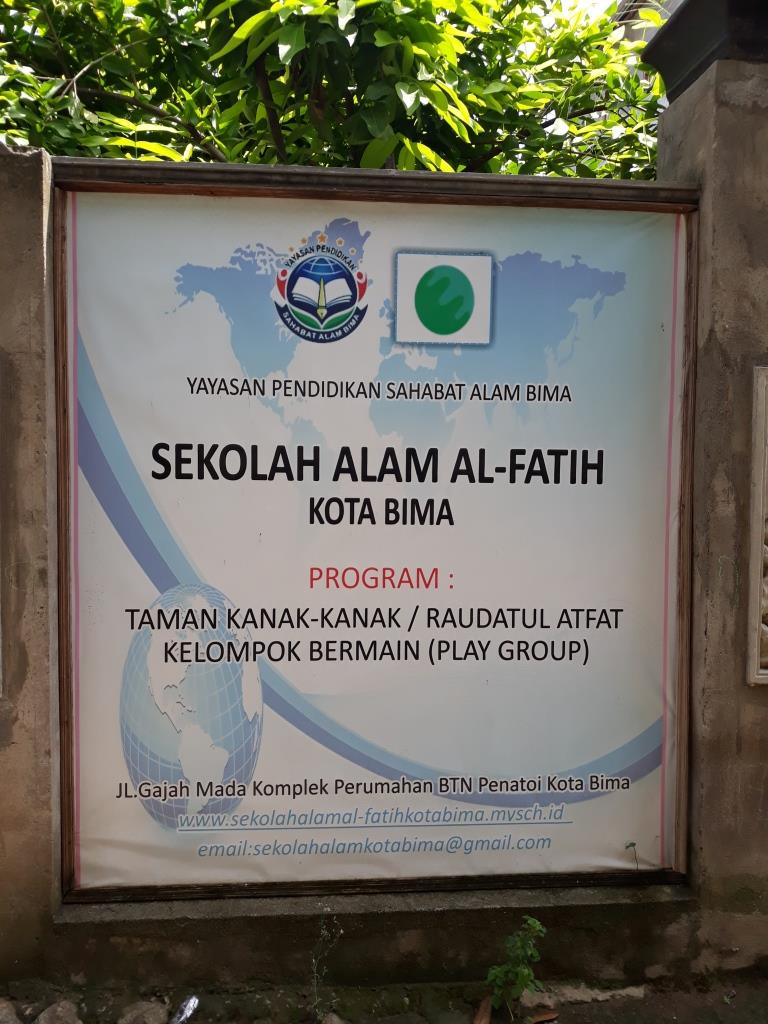 YAYASAN PENDIDIKAN
SAHABAT ALAM BIMA
YAYASAN PENDIDIKAN SAHABAT ALAM BIMA
SEKOLAH ALAM AL-FATIH
KOTA BIMA
PROGRAM :
TAMAN KANAK-KANAK / RAUDATUL ATFAT
KELOMPOK BERMAIN (PLAY GROUP)
JL.Gajah Mada Komplek Perumahan BTN Penatoi Kota Bima
www.sekolahalamal-fatihkotabima.mysch.id
email:sekolahalamkotabima@gmail.com